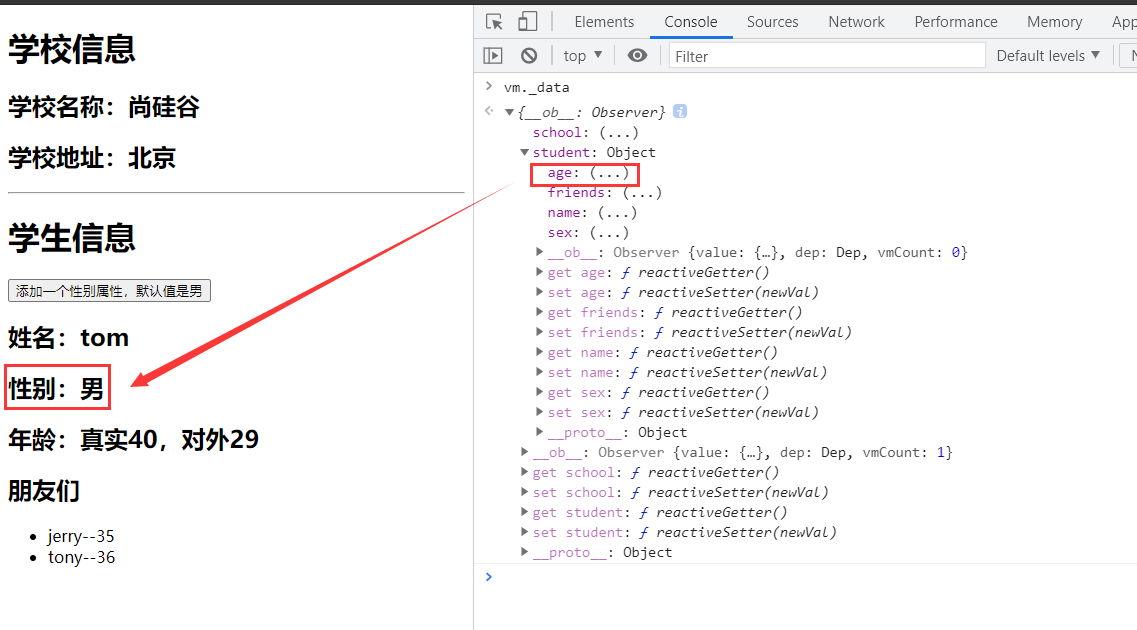 学校信息
学校名称：尚硅谷
学校地址：北京
学生信息
添加一个性别属性，默认值是男
姓名：tom
性别：男
年龄：真实40，对外29
朋友们
jerry--35
tony--36
Elements Console Sources Network Performance Memory App
top Filter Default levels
vm._data
{__ob__: Observer}
school: (...)
student: Object
age: (...)
friends: (...)
name: (...)
sex: (...)
__ob__: Observer {value: {…}, dep: Dep, vmCount: 0}
get age: ƒ reactiveGetter()
set age: ƒ reactiveSetter(newVal)
get friends: ƒ reactiveGetter()
set friends: ƒ reactiveSetter(newVal)
get name: ƒ reactiveGetter()
set name: ƒ reactiveSetter(newVal)
get sex: ƒ reactiveGetter()
set sex: ƒ reactiveSetter(newVal)
__proto__: Object
__ob__: Observer {value: {…}, dep: Dep, vmCount: 1}
get school: ƒ reactiveGetter()
set school: ƒ reactiveSetter(newVal)
get student: ƒ reactiveGetter()
set student: ƒ reactiveSetter(newVal)
__proto__: Object